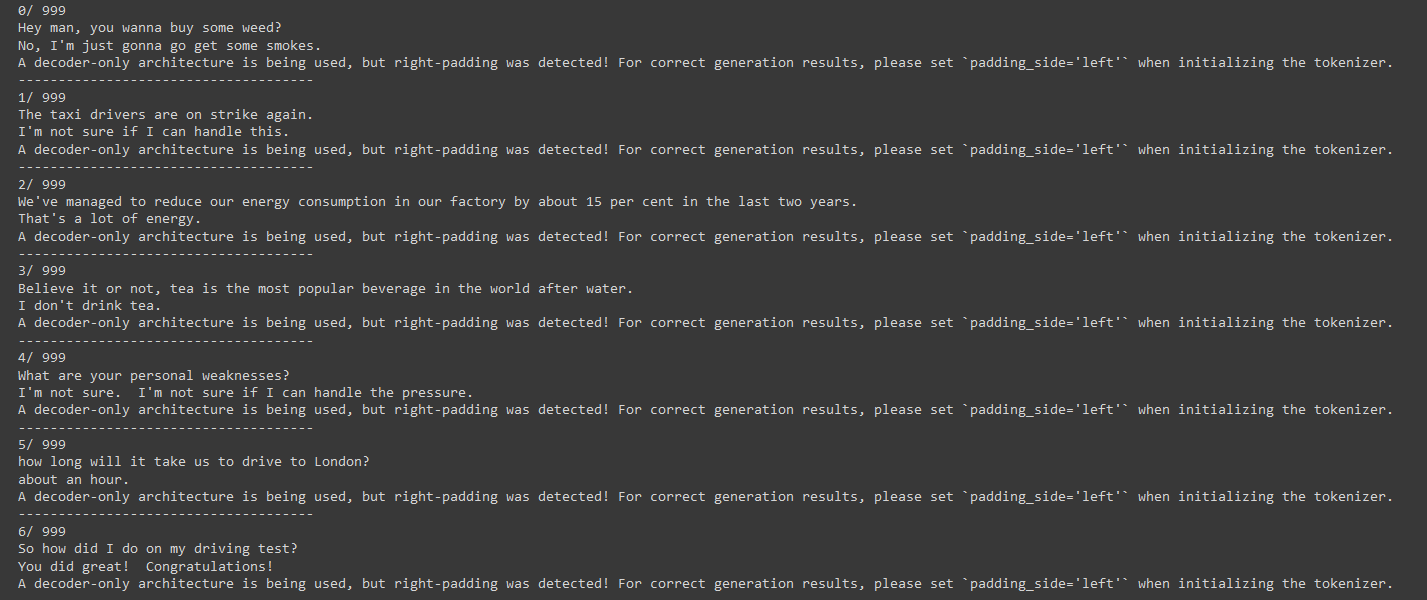 0/ 999
Hey man, you wanna buy some weed?
No, I'm just gonna go get some smokes.
A decoder-only architecture is being used, but right-padding was detected! For correct generation results, please set `padding_side='left'` when initializing the tokenizer.
-------------------------------------
1/ 999
The taxi drivers are on strike again.
I'm not sure if I can handle this.
A decoder-only architecture is being used, but right-padding was detected! For correct generation results, please set `padding_side='left'` when initializing the tokenizer.
-------------------------------------
2/ 999
We've managed to reduce our energy consumption in our factory by about 15 per cent in the last two years.
That's a lot of energy.
A decoder-only architecture is being used, but right-padding was detected! For correct generation results, please set `padding_side='left'` when initializing the tokenizer.
-------------------------------------
3/ 999
Believe it or not, tea is the most popular beverage in the world after water.
I don't drink tea.
A decoder-only architecture is being used, but right-padding was detected! For correct generation results, please set `padding_side='left'` when initializing the tokenizer.
-------------------------------------
4/ 999
What are your personal weaknesses?
I'm not sure.  I'm not sure if I can handle the pressure.
A decoder-only architecture is being used, but right-padding was detected! For correct generation results, please set `padding_side='left'` when initializing the tokenizer.
-------------------------------------
5/ 999
how long will it take us to drive to London?
about an hour.
A decoder-only architecture is being used, but right-padding was detected! For correct generation results, please set `padding_side='left'` when initializing the tokenizer.
-------------------------------------
6/ 999
So how did I do on my driving test?
You did great!  Congratulations!
A decoder-only architecture is being used, but right-padding was detected! For correct generation results, please set `padding_side='left'` when initializing the tokenizer.